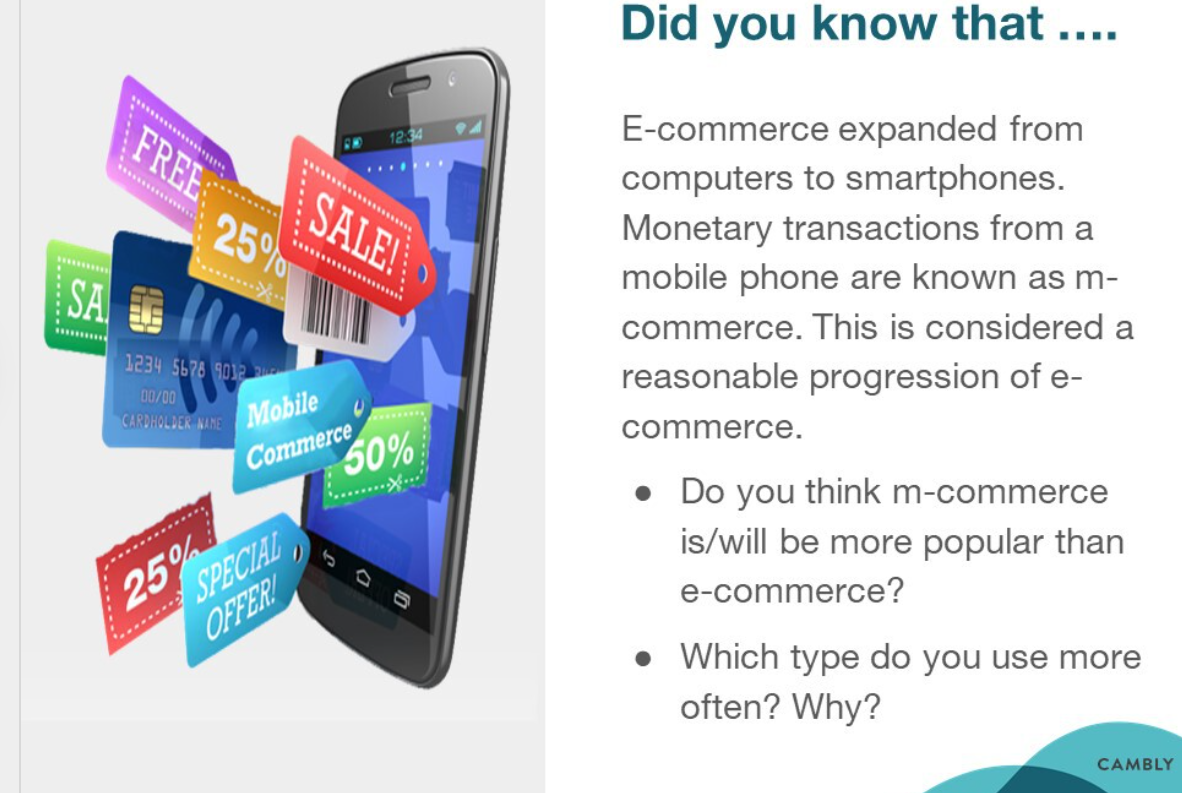 Did you know that ....
E-commerce expanded from
computers to smartphones.
Monetary transactions from a
mobile phone are known as m-
commerce. This is considered a
reasonable progression of e-
commerce.
● Do you think m-commerce
is/will be more popular than
e-commerce?
● Which type do you use more
often? Why?
CAMBLY
12:34
FREE
25%
SALE!
SA
1234 5678 9012
00/00
CARDHOLDER NAME
Mobile
Commerce
50%
25%
SPECIAL
OFFER!